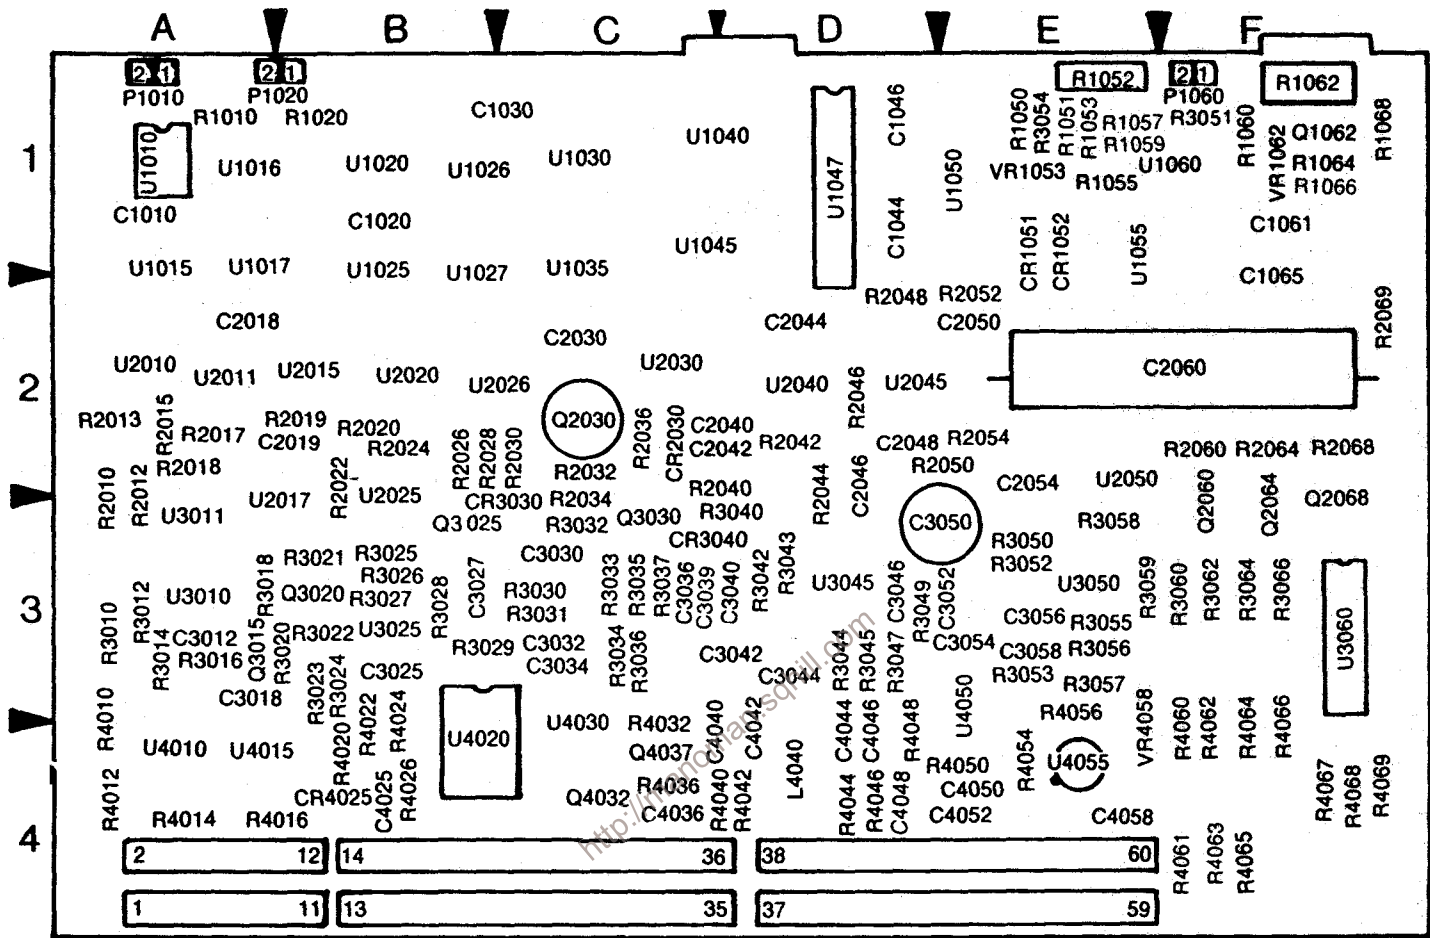 A B C D E F
2 1 2 1 R1052 2 1 R1062
P1010 P1020 P1060
R1010 R1020 C1030 C1046 R1050 R3054 R1051 R1053 R1057 R3051 R1060 Q1062 R1068
1 U1010 U1016 U1020 U1026 U1030 U1040 U1047 U1050 VR1053 R1059 U1060 VR1062 R1064
R1055 R1066
C1010 C1020 C1044 C1061
U1015 U1017 U1025 U1027 U1035 U1045 CR1051 CR1052 U1055 C1065
R2048 R2052 R2069
C2018 C2030 C2044 C2050
2 U2010 U2011 U2015 U2020 U2026 U2030 U2040 R2046 U2045 C2060
R2013 R2015 R2019 R2020 Q2030 R2036 CR2030 C2040
R2017 C2019 R2024 R2026 R2028 R2030 C2042 R2042 C2048 R2054 R2060 R2064 R2068
R2018 R2032 R2050
R2010 R2012 U2017 R2022 U2025 CR3030 R2034 R2040 R2044 C2046 C2054 U2050 Q2060 Q2064 Q2068
U3011 Q3025 R3032 Q3030 R3040 C3050 R3058
CR3040 R3050
R3021 R3025 C3030 R3052
R3026 R3042 R3043
3 R3010 R3012 U3010 R3018 Q3020 R3027 R3028 C3027 R3030 R3033 R3035 R3037 C3036 C3039 C3040 U3045 C3046 R3049 C3052 U3050 R3059 R3060 R3062 R3064 R3066
R3031 C3056 R3055
R3014 C3012 Q3015 R3020 R3022 U3025 R3029 C3032 R3034 R3036 C3042 R3044 R3045 R3047 C3054 C3058 R3056 U3060
R3016 C3034 R3053
C3018 R3023 R3024 C3025 C3044 R3057
R4010 R4020 R4022 R4024 U4030 R4032 C4040 C4042 C4044 C4046 R4048 U4050 R4056 VR4058 R4060 R4062 R4064 R4066
U4010 U4015 U4020 Q4037 L4040 R4050 R4054 U4055
R4012 CR4025 C4025 R4026 Q4032 R4036 R4040 R4042 R4044 R4046 C4048 C4050 R4067 R4068 R4069
R4014 R4016 C4036 C4052 C4058
4 2 12 14 36 38 60 R4061 R4063 R4065
1 11 13 35 37 59